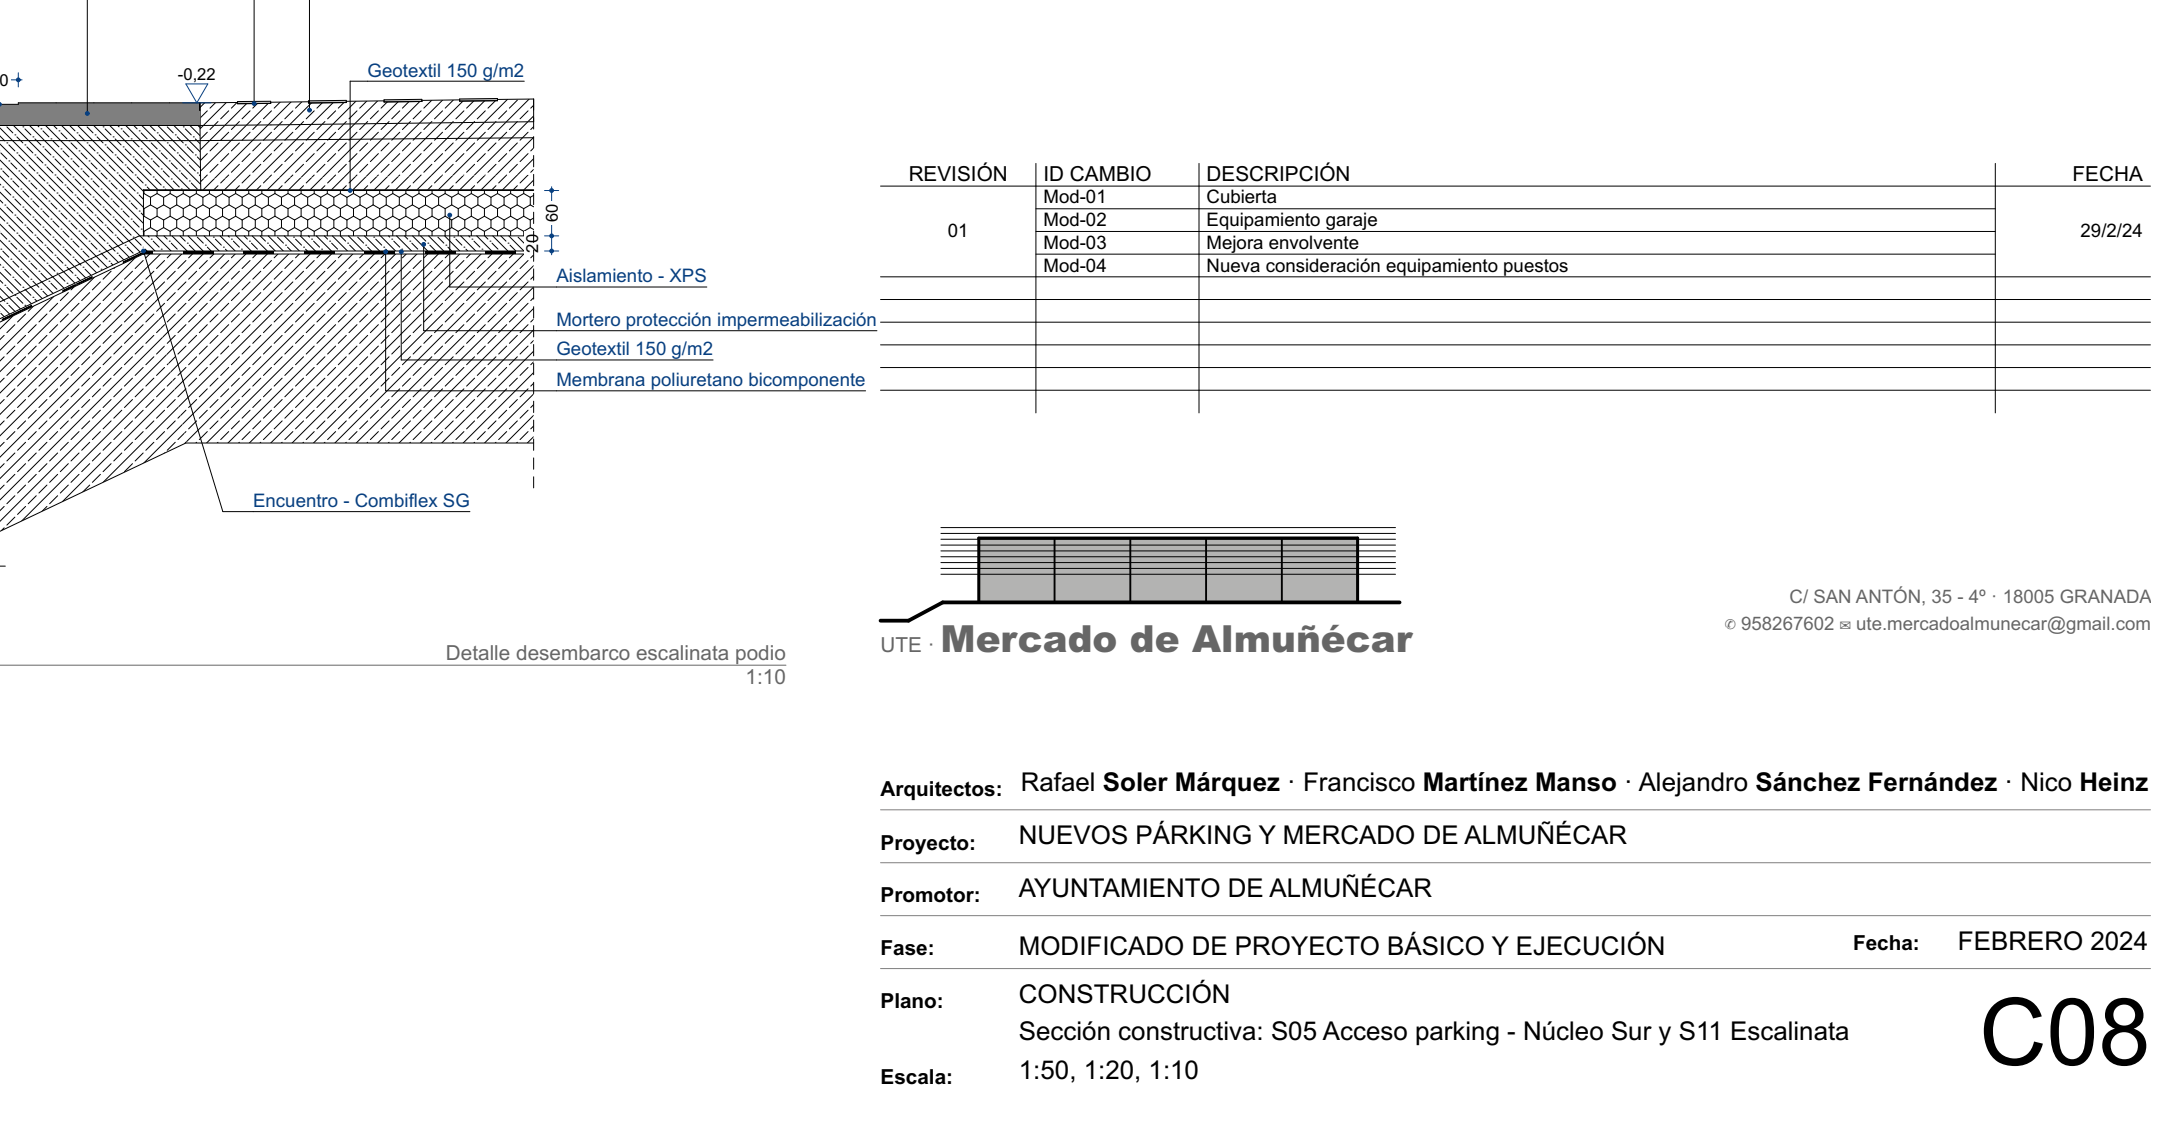 -0,22
Geotextil 150 g/m2
60
20
Aislamiento - XPS
Mortero protección impermeabilización
Geotextil 150 g/m2
Membrana poliuretano bicomponente
Encuentro - Combiflex SG
Detalle desembarco escalinata podio
1:10
REVISIÓN ID CAMBIO DESCRIPCIÓN FECHA
Mod-01 Cubierta
Mod-02 Equipamiento garaje
01 29/2/24
Mod-03 Mejora envolvente
Mod-04 Nueva consideración equipamiento puestos
UTE · Mercado de Almuñécar
C/ SAN ANTÓN, 35 - 4º · 18005 GRANADA
✆ 958267602 ✉ ute.mercadoalmunecar@gmail.com
Arquitectos: Rafael Soler Márquez · Francisco Martínez Manso · Alejandro Sánchez Fernández · Nico Heinz
Proyecto: NUEVOS PÁRKING Y MERCADO DE ALMUÑÉCAR
Promotor: AYUNTAMIENTO DE ALMUÑÉCAR
Fase: MODIFICADO DE PROYECTO BÁSICO Y EJECUCIÓN Fecha: FEBRERO 2024
Plano: CONSTRUCCIÓN
Sección constructiva: S05 Acceso parking - Núcleo Sur y S11 Escalinata
C08
Escala: 1:50, 1:20, 1:10